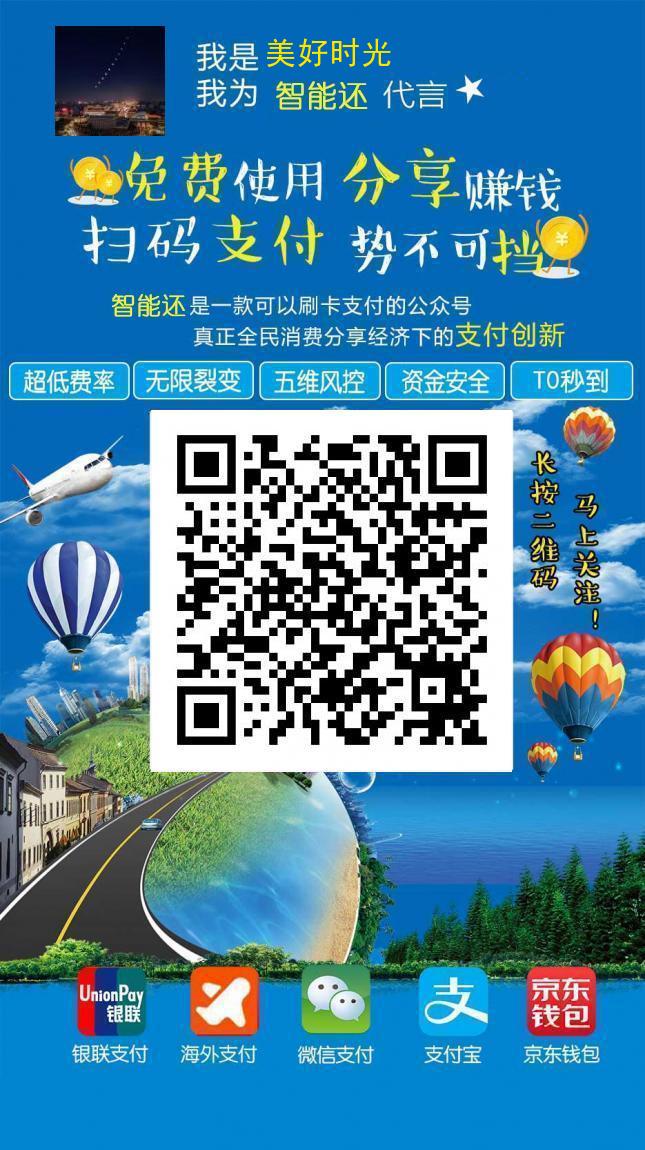 我是 美好时光
我为 智能还 代言
免费使用 分享赚钱
扫码支付 势不可挡
智能还是一款可以刷卡支付的公众号
真正全民消费分享经济下的支付创新
超低费率 无限裂变 五维风控 资金安全 T0秒到
长按二维码
马上关注!
UnionPay
银联
支
京东
钱包
银联支付 海外支付 微信支付 支付宝 京东钱包